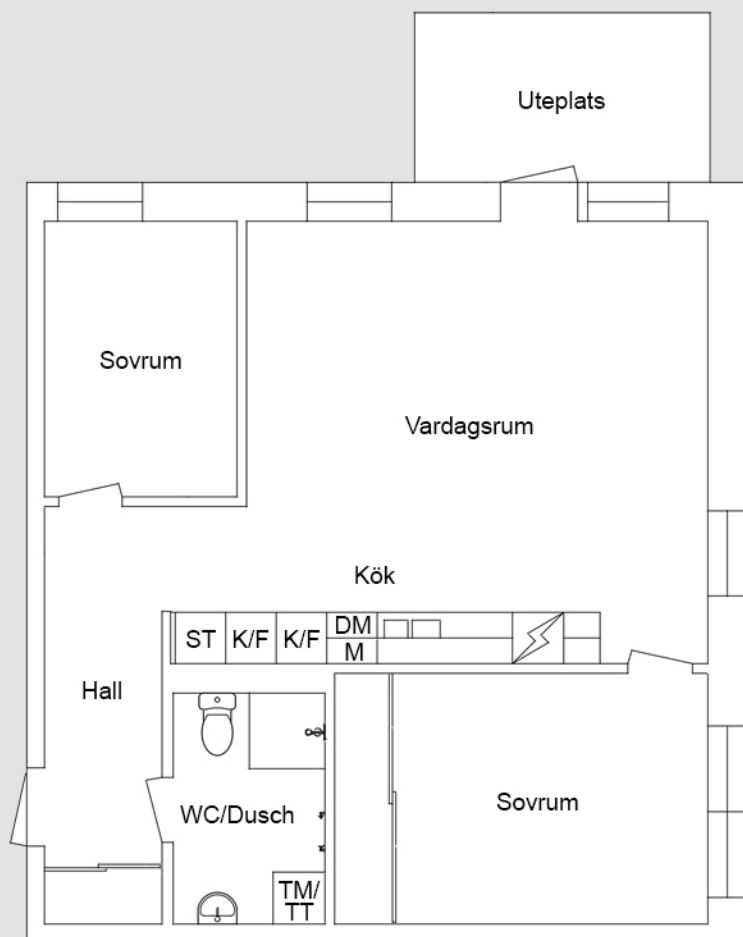 Uteplats
Sovrum
Vardagsrum
Kök
ST K/F K/F DM
M
Hall
WC/Dusch
Sovrum
TM/
TT